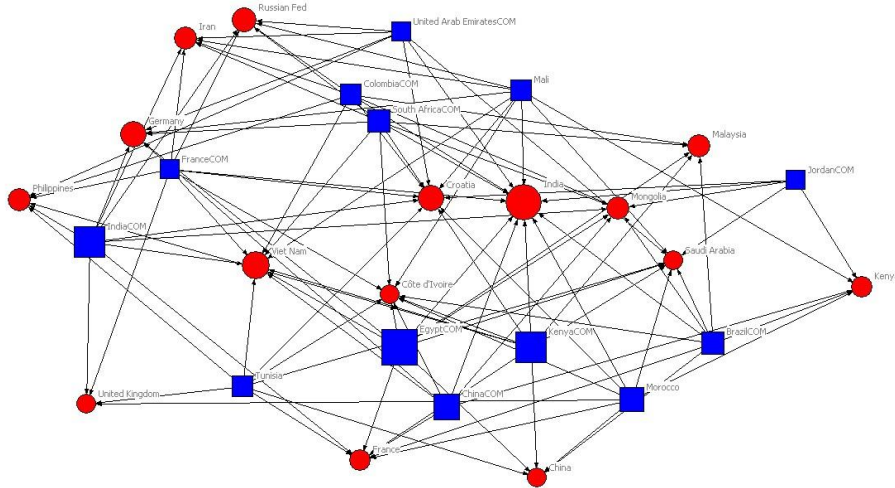 Russian Fed
Iran
United Arab EmiratesCOM
Mali
ColombiaCOM
South AfricaCOM
Germany
Malaysia
FranceCOM
JordanCOM
Philippines
Croatia
India
Mongolia
IndiaCOM
Viet Nam
Saudi Arabia
Côte d'Ivoire
Keny
EgyptCOM
KenyaCOM
BrazilCOM
Tunisia
United Kingdom
ChinaCOM
Morocco
France
China